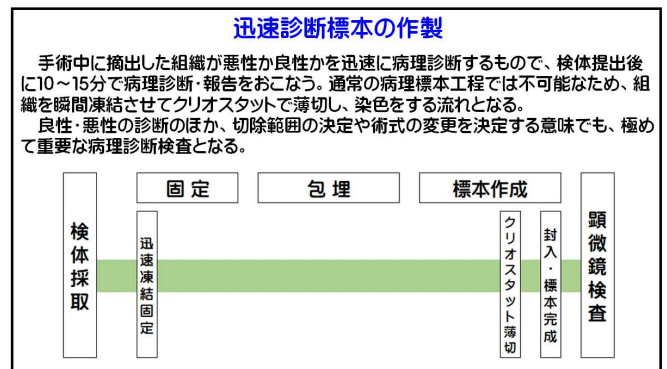 迅速診断標本の作製
手術中に摘出した組織が悪性か良性かを迅速に病理診断するもので、検体提出後
に10~15分で病理診断・報告をおこなう。通常の病理標本工程では不可能なため、組
織を瞬間凍結させてクリオスタットで薄切し、染色をする流れとなる。
良性・悪性の診断のほか、切除範囲の決定や術式の変更を決定する意味でも、極め
て重要な病理診断検査となる。
固定
包埋
標本作成
検体採取
迅速凍結固定
クリオスタット薄切
封入・標本完成
顕微鏡検査